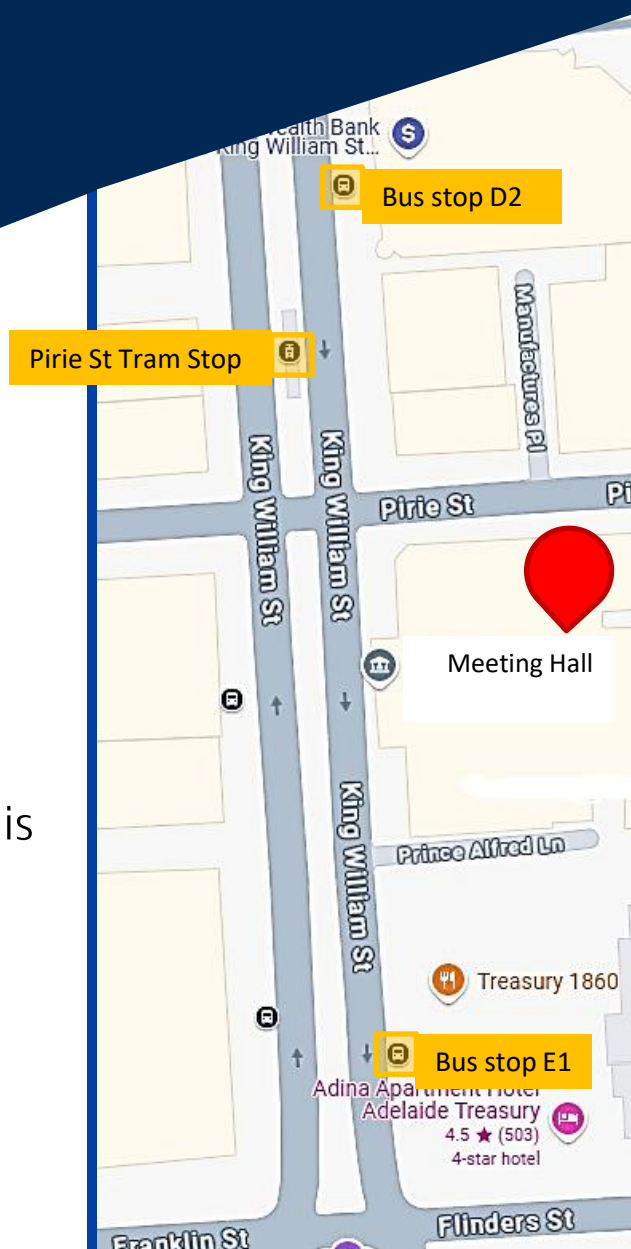 Bank
King William St...
Bus stop D2
Manufactures Pl
Pirie St Tram Stop
King William St
King William St
Pirie St
Meeting Hall
is
King William St
Prince Alfred Ln
Treasury 1860
Bus stop E1
Adina Apartment Hotel
Adelaide Treasury
4.5 ★ (503)
4-star hotel
Flinders St
Franklin St